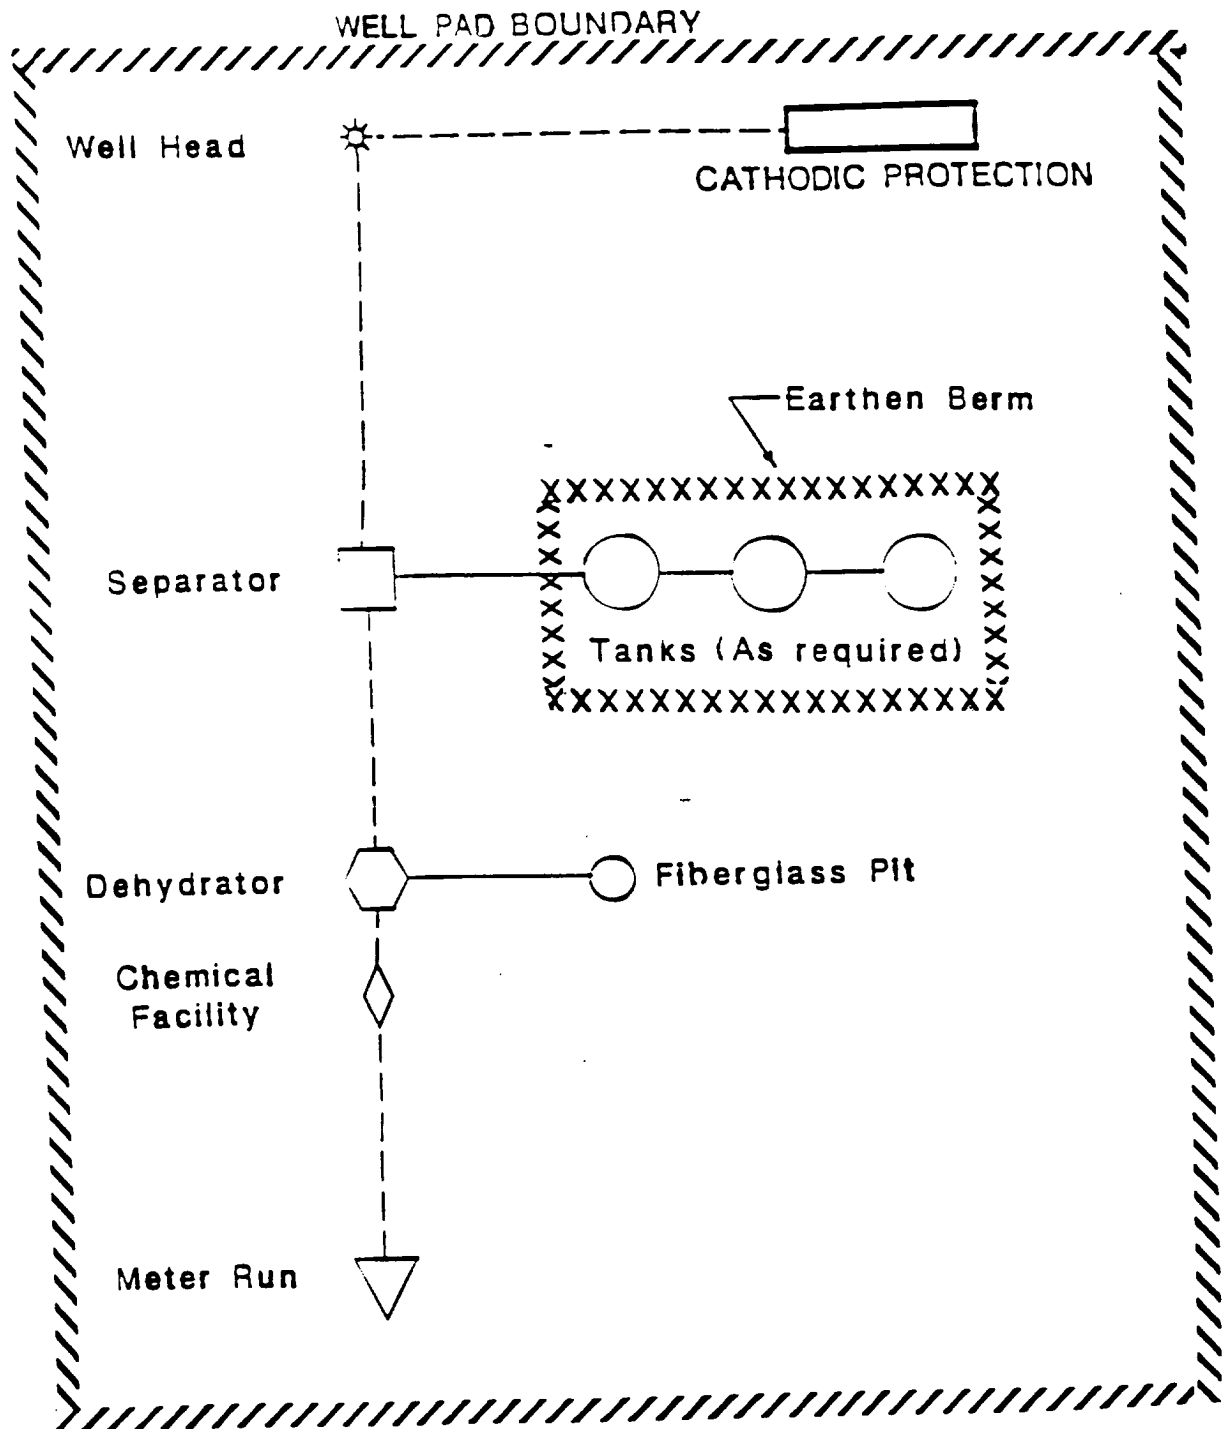 WELL PAD BOUNDARY
Well Head
CATHODIC PROTECTION
Earthen Berm
Separator
Tanks (As required)
Dehydrator
Fiberglass Pit
Chemical
Facility
Meter Run